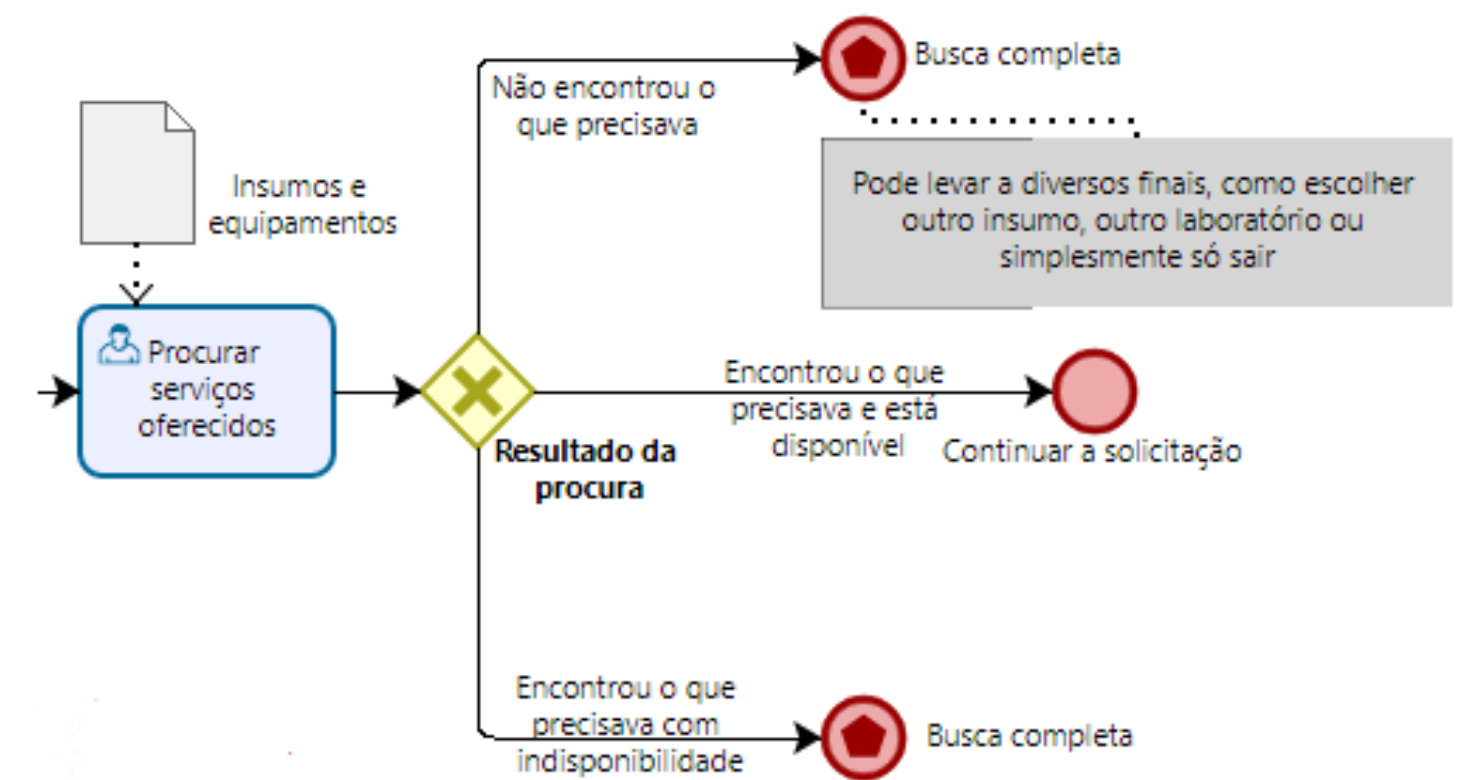 Busca completa
Não encontrou o
que precisava
Insumos e
equipamentos
Pode levar a diversos finais, como escolher
outro insumo, outro laboratório ou
simplesmente só sair
Procurar
serviços
oferecidos
Resultado da
procura
Encontrou o que
precisava e está
disponível
Continuar a solicitação
Encontrou o que
precisava com
indisponibilidade
Busca completa